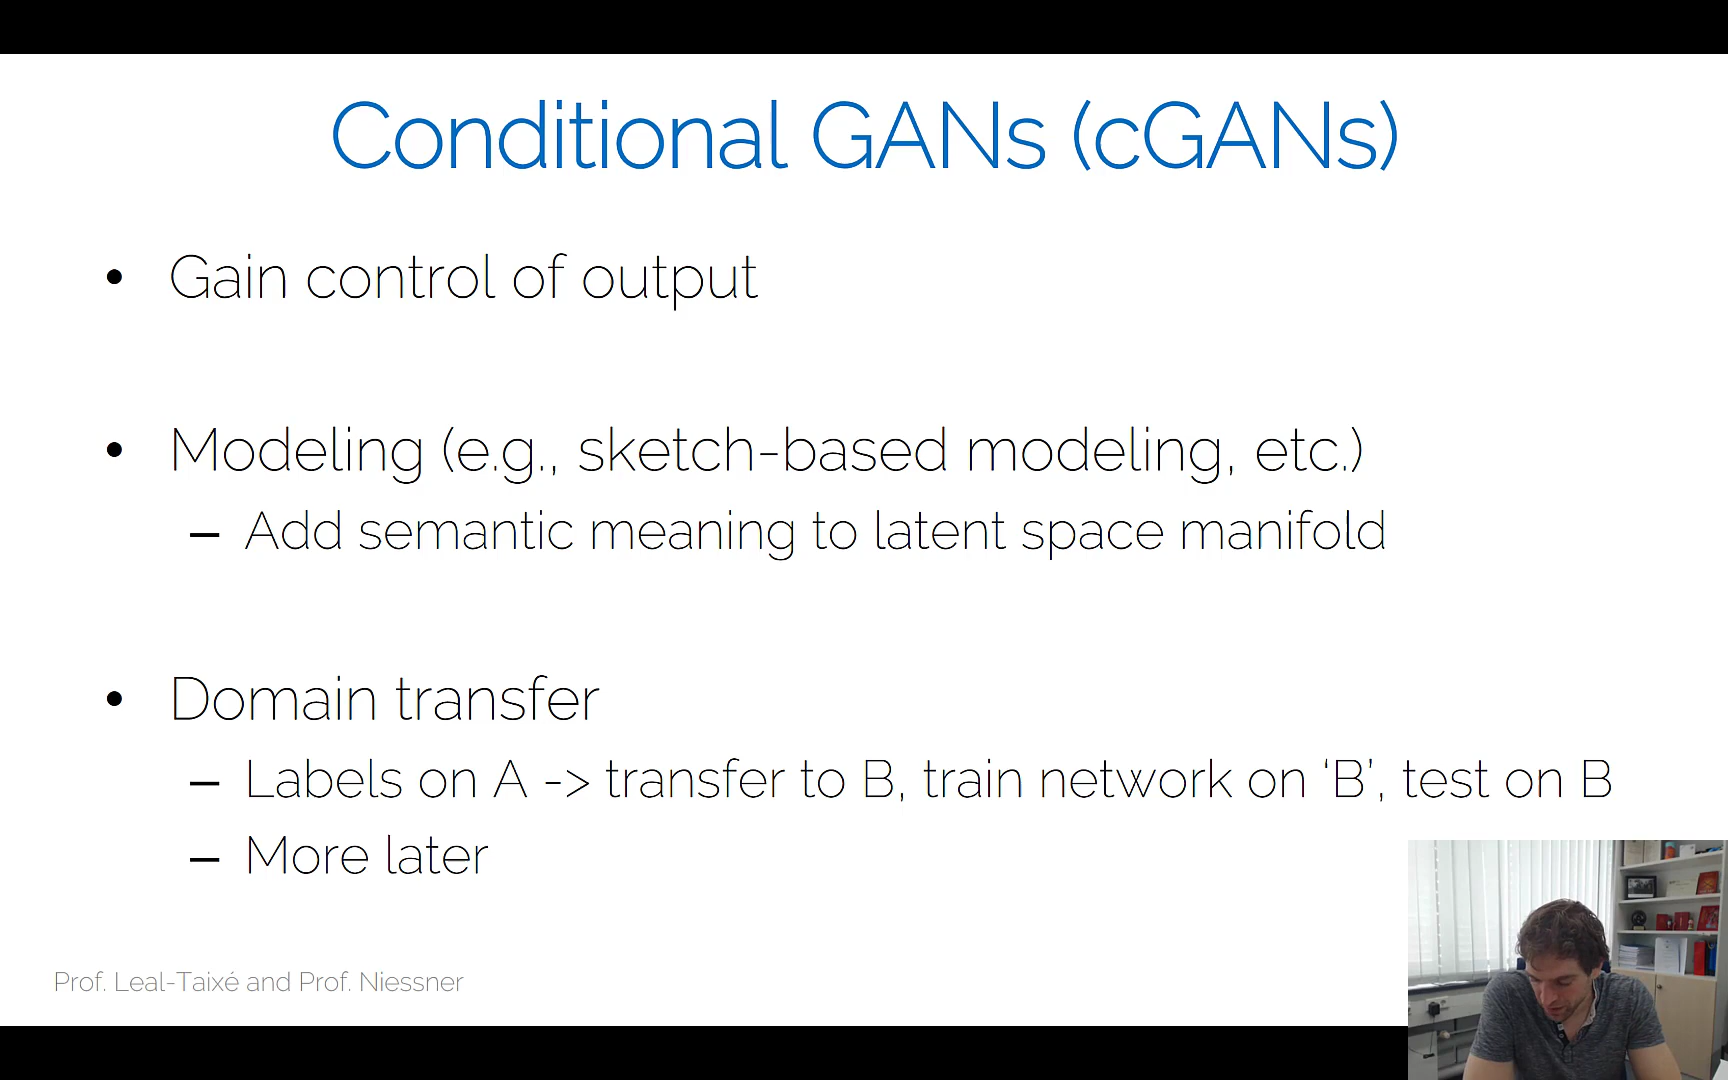 Conditional GANs (cGANs)
• Gain control of output
• Modeling (e.g., sketch-based modeling, etc.)
– Add semantic meaning to latent space manifold
• Domain transfer
– Labels on A -> transfer to B, train network on ‘B’, test on B
– More later
Prof. Leal-Taixé and Prof. Niessner